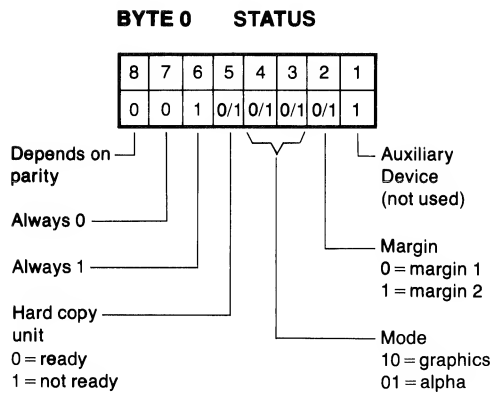 BYTE 0 STATUS
8 7 6 5 4 3 2 1
0 0 1 0/1 0/1 0/1 0/1 1
Depends on
parity
Always 0
Always 1
Hard copy
unit
0 = ready
1 = not ready
Auxiliary
Device
(not used)
Margin
0 = margin 1
1 = margin 2
Mode
10 = graphics
01 = alpha